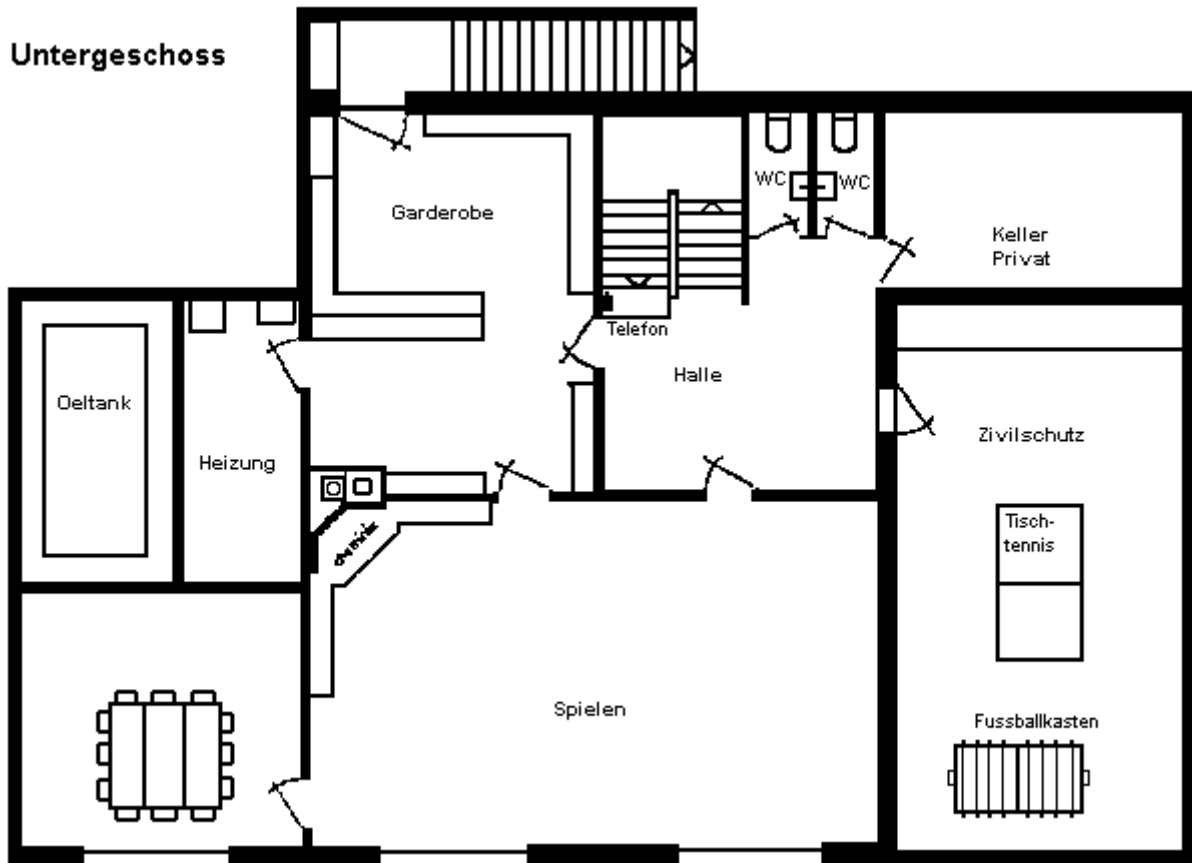 Untergeschoss
WC
WC
Garderobe
Keller
Privat
Telefon
Halle
Oeltank
Zivilschutz
Heizung
Tisch-
tennis
Spielen
Fussballkasten